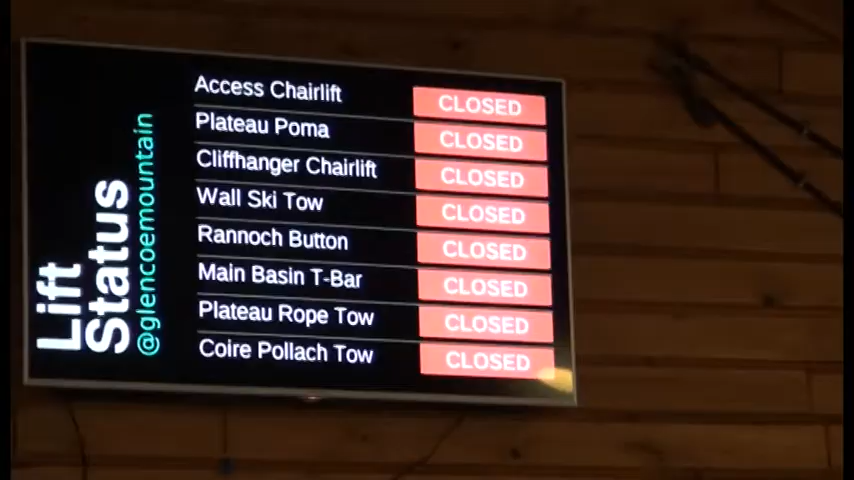 Lift
Status
@glencoemountain
Access Chairlift CLOSED
Plateau Poma CLOSED
Cliffhanger Chairlift CLOSED
Wall Ski Tow CLOSED
Rannoch Button CLOSED
Main Basin T-Bar CLOSED
Plateau Rope Tow CLOSED
Coire Pollach Tow CLOSED